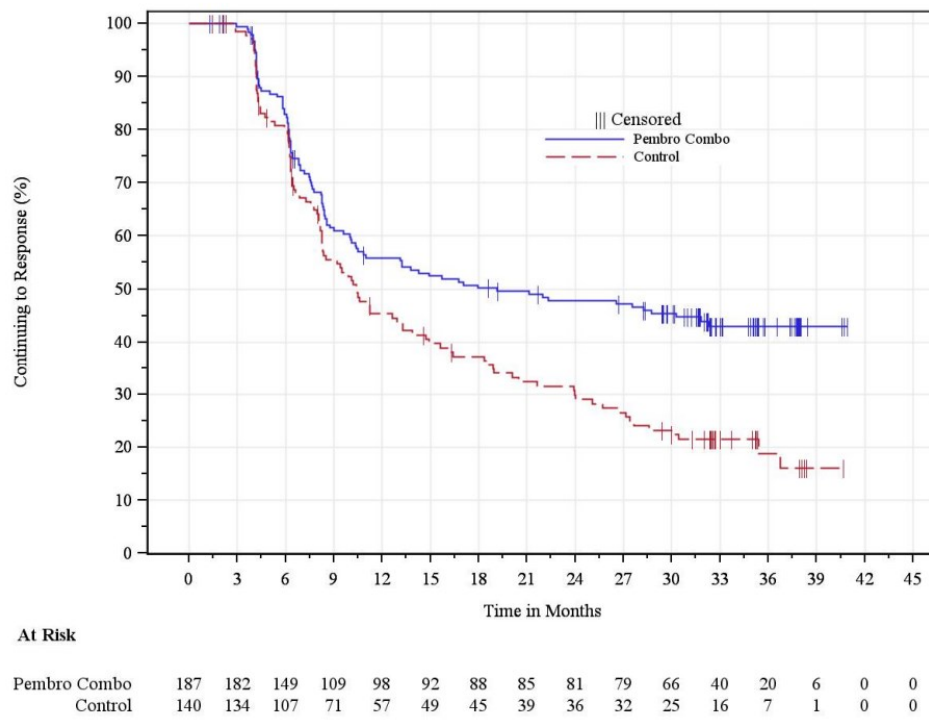 Continuing to Response (%)
100
90
80
70
60
50
40
30
20
10
0
||| Censored
Pembro Combo
Control
0 3 6 9 12 15 18 21 24 27 30 33 36 39 42 45
Time in Months
At Risk
Pembro Combo 187 182 149 109 98 92 88 85 81 79 66 40 20 6 0 0
Control 140 134 107 71 57 49 45 39 36 32 25 16 7 1 0 0